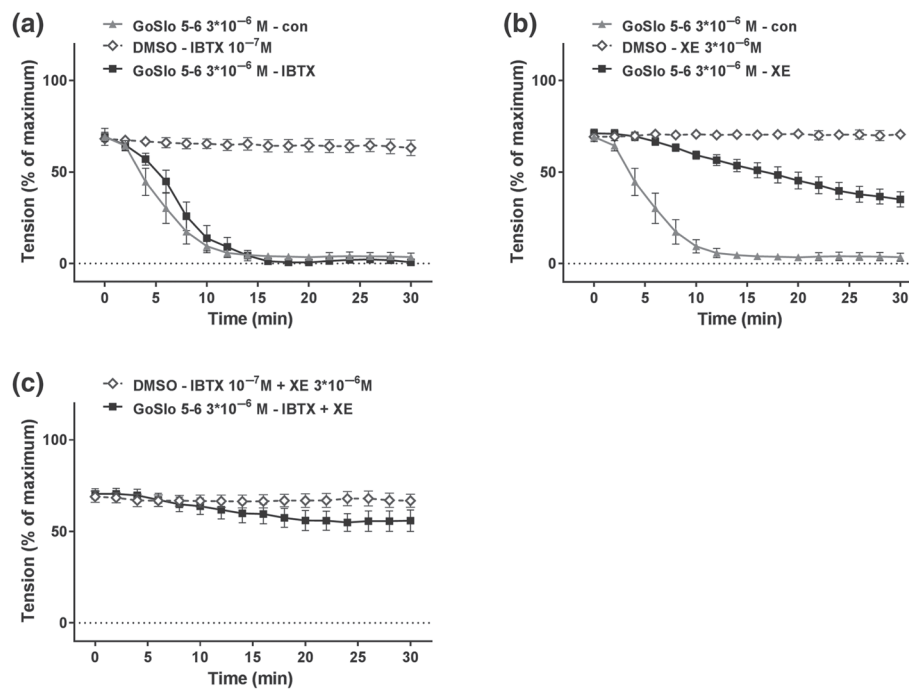 (a)
GoSlo 5-6 3*10⁻⁶ M - con
DMSO - IBTX 10⁻⁷M
GoSlo 5-6 3*10⁻⁶ M - IBTX
Tension (% of maximum)
100
50
0
0 5 10 15 20 25 30
Time (min)
(b)
GoSlo 5-6 3*10⁻⁶ M - con
DMSO - XE 3*10⁻⁶M
GoSlo 5-6 3*10⁻⁶ M - XE
Tension (% of maximum)
100
50
0
0 5 10 15 20 25 30
Time (min)
(c)
DMSO - IBTX 10⁻⁷M + XE 3*10⁻⁶M
GoSlo 5-6 3*10⁻⁶ M - IBTX + XE
Tension (% of maximum)
100
50
0
0 5 10 15 20 25 30
Time (min)